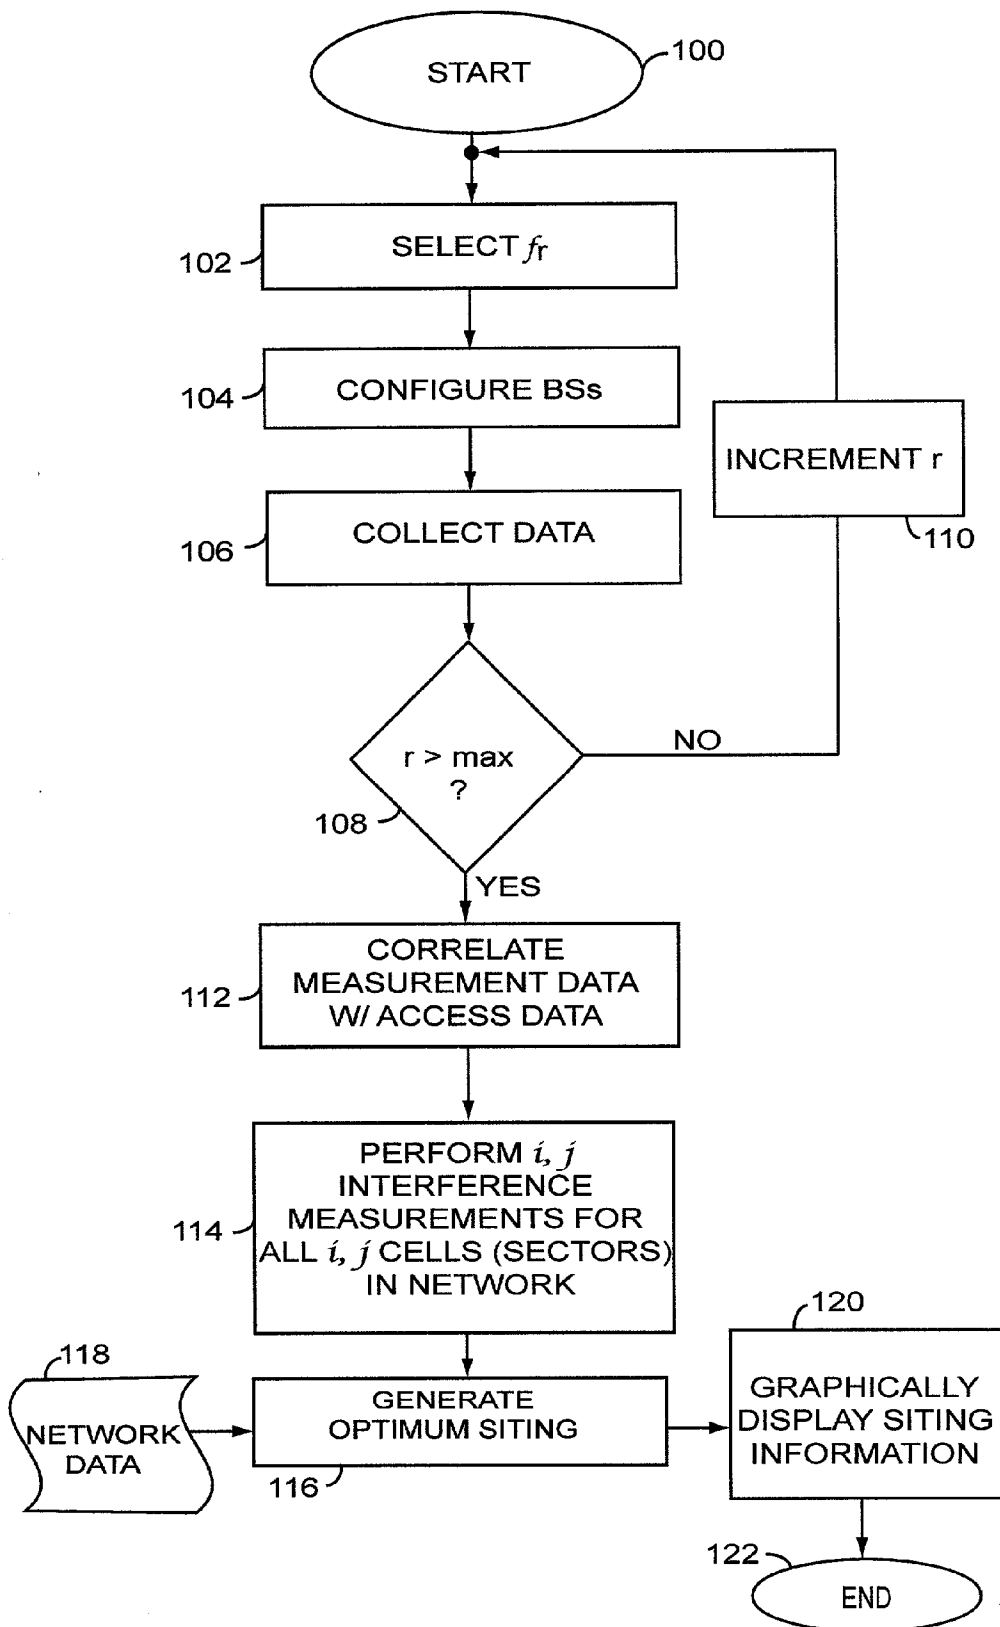 START
100
SELECT fr
102
CONFIGURE BSs
104
INCREMENT r
110
COLLECT DATA
106
r > max
?
108
NO
YES
CORRELATE
MEASUREMENT DATA
W/ ACCESS DATA
112
PERFORM i, j
INTERFERENCE
MEASUREMENTS FOR
ALL i, j CELLS (SECTORS)
IN NETWORK
114
118
NETWORK
DATA
GENERATE
OPTIMUM SITING
116
120
GRAPHICALLY
DISPLAY SITING
INFORMATION
122
END